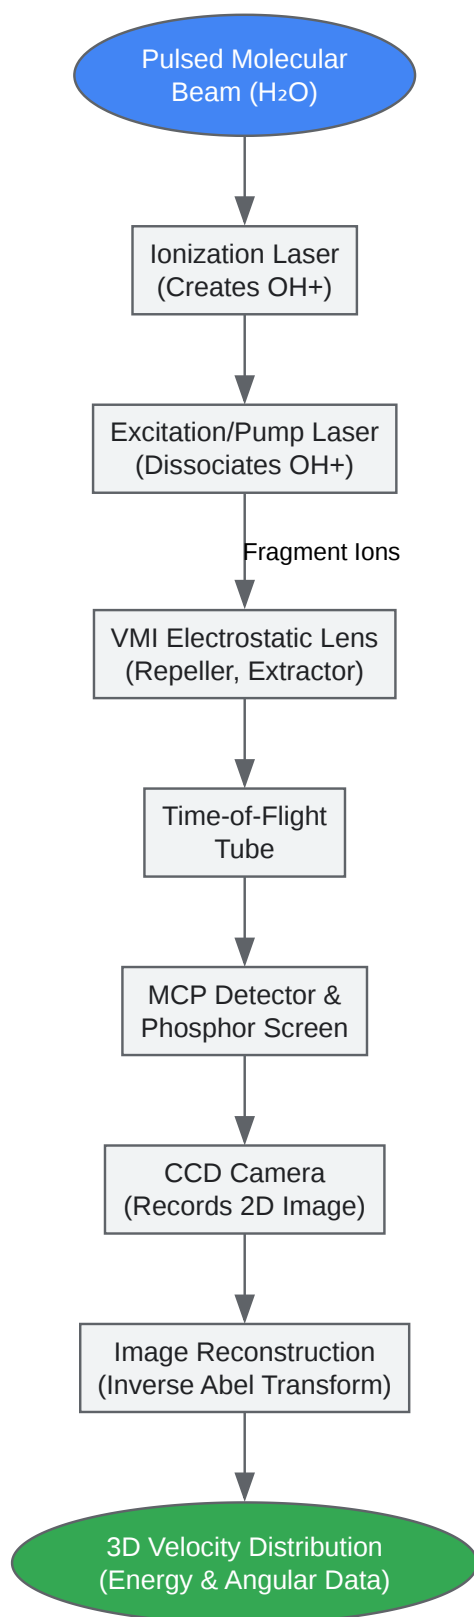 Pulsed Molecular
Beam (H₂O)
Ionization Laser
(Creates OH+)
Excitation/Pump Laser
(Dissociates OH+)
Fragment Ions
VMI Electrostatic Lens
(Repeller, Extractor)
Time-of-Flight
Tube
MCP Detector &
Phosphor Screen
CCD Camera
(Records 2D Image)
Image Reconstruction
(Inverse Abel Transform)
3D Velocity Distribution
(Energy & Angular Data)